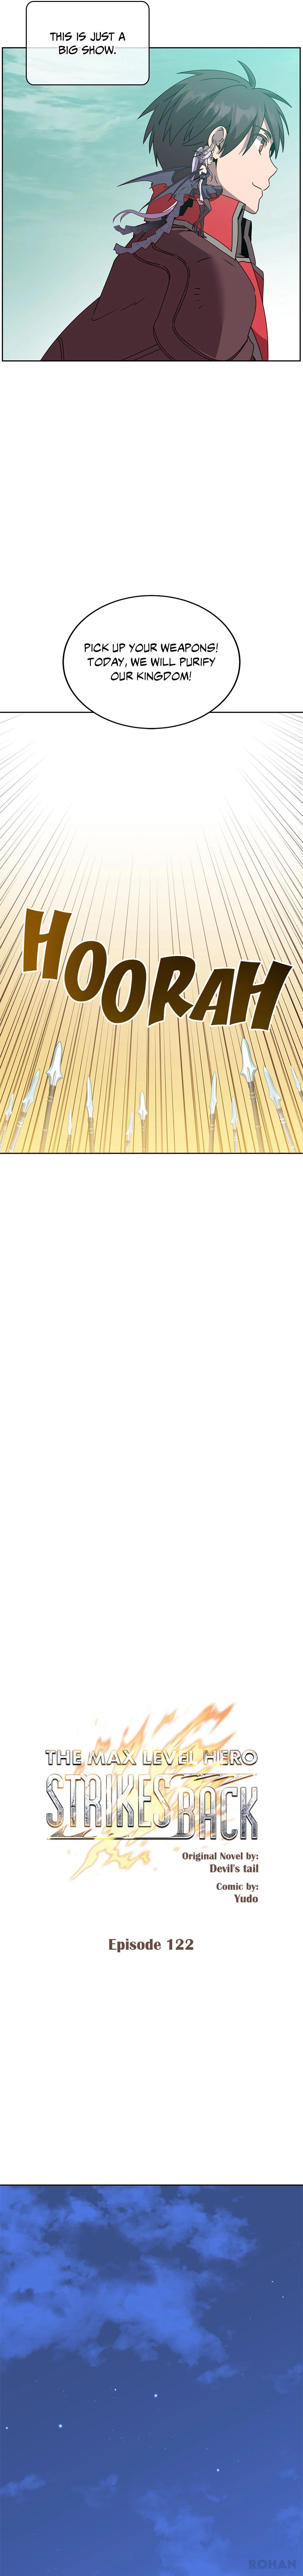 THIS IS JUST A
BIG SHOW.
PICK UP YOUR WEAPONS!
TODAY, WE WILL PURIFY
OUR KINGDOM!
HOORAH
THE MAX LEVEL HERO
STRIKES BACK
Original Novel by:
Devil's tail
Comic by:
Yudo
Episode 122
ROHAN